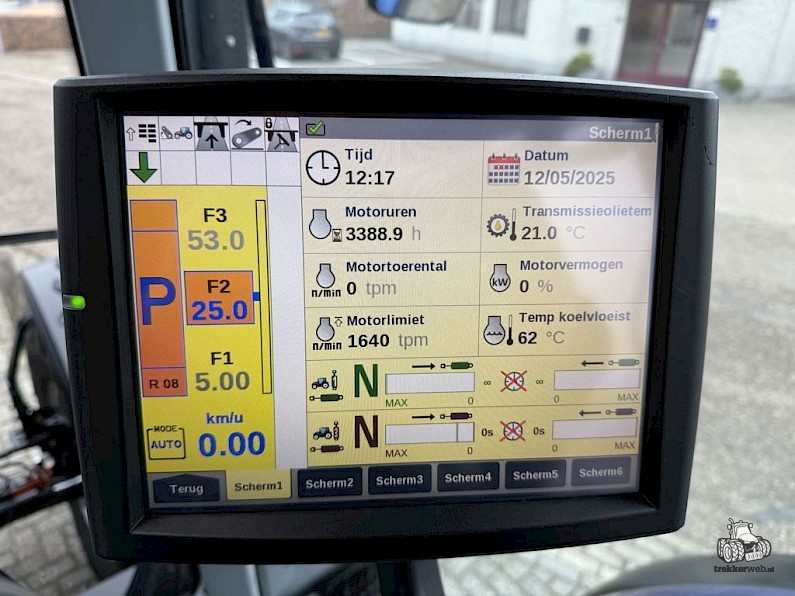 Scherm1
Tijd
12:17
Datum
12/05/2025
Motoruren
3388.9 h
Transmissieolietem
21.0 °C
Motortoerental
n/min 0 tpm
Motorvermogen
kW 0 %
Motorlimiet
n/min 1640 tpm
Temp koelvloeist
62 °C
F3
53.0
F2
25.0
P
F1
5.00
R 08
km/u
MODE
AUTO
0.00
N ∞ ∞
MAX 0 0 MAX
N 0s 0s
MAX 0 0 MAX
Terug Scherm1 Scherm2 Scherm3 Scherm4 Scherm5 Scherm6
trekkerweb.nl